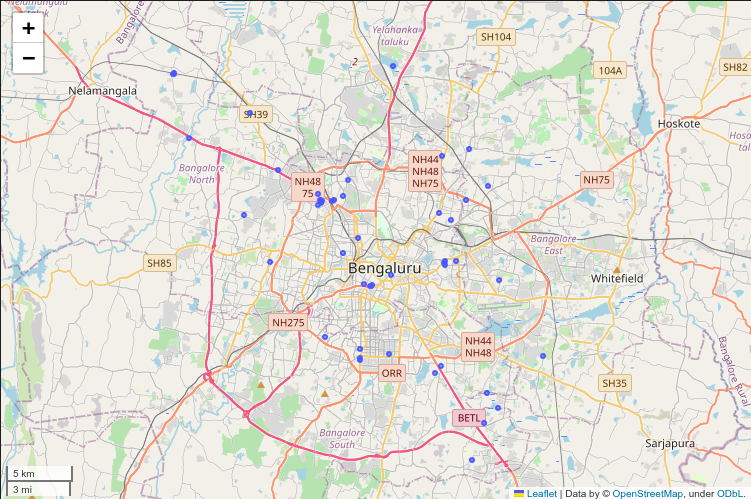 Nelamangala
taluk
Bangalore
+
−
Yelahanka
taluku
SH104
2
104A
SH82
Nelamangala
SH39
Hoskote
Hosa
Bangalore
North
NH44
NH48
NH75
NH48
75
NH75
Bangalore
East
SH85
Bengaluru
Whitefield
NH275
NH44
NH48
ORR
SH35
Bangalore Rural
BETL
Bangalore
South
Sarjapura
5 km
3 mi
Leaflet | Data by © OpenStreetMap, under ODbL.